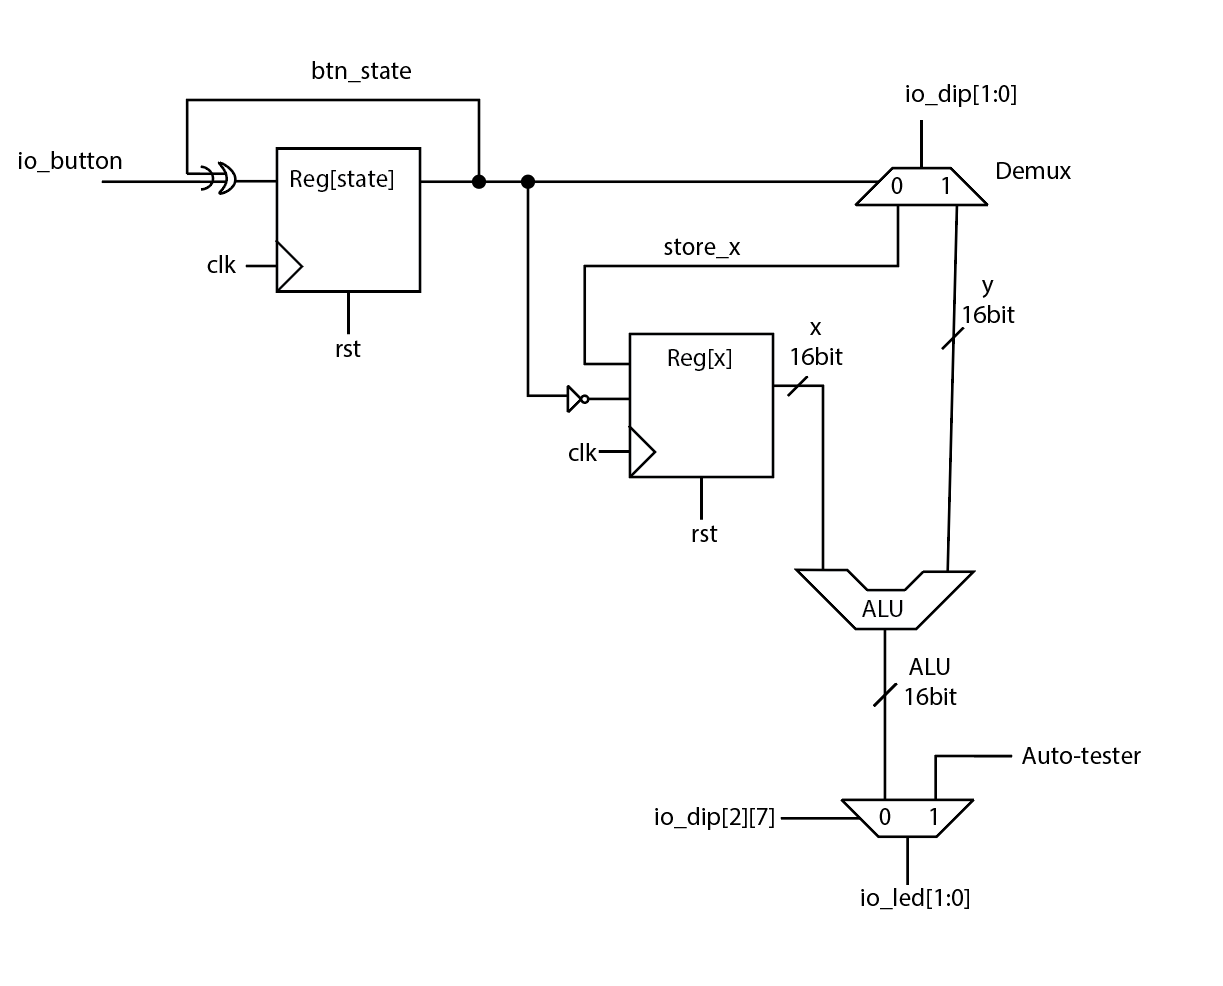 btn_state
io_dip[1:0]
io_button
Reg[state]
0
1
Demux
clk
store_x
y
16bit
x
16bit
rst
Reg[x]
clk
rst
ALU
ALU
16bit
Auto-tester
io_dip[2][7]
0
1
io_led[1:0]